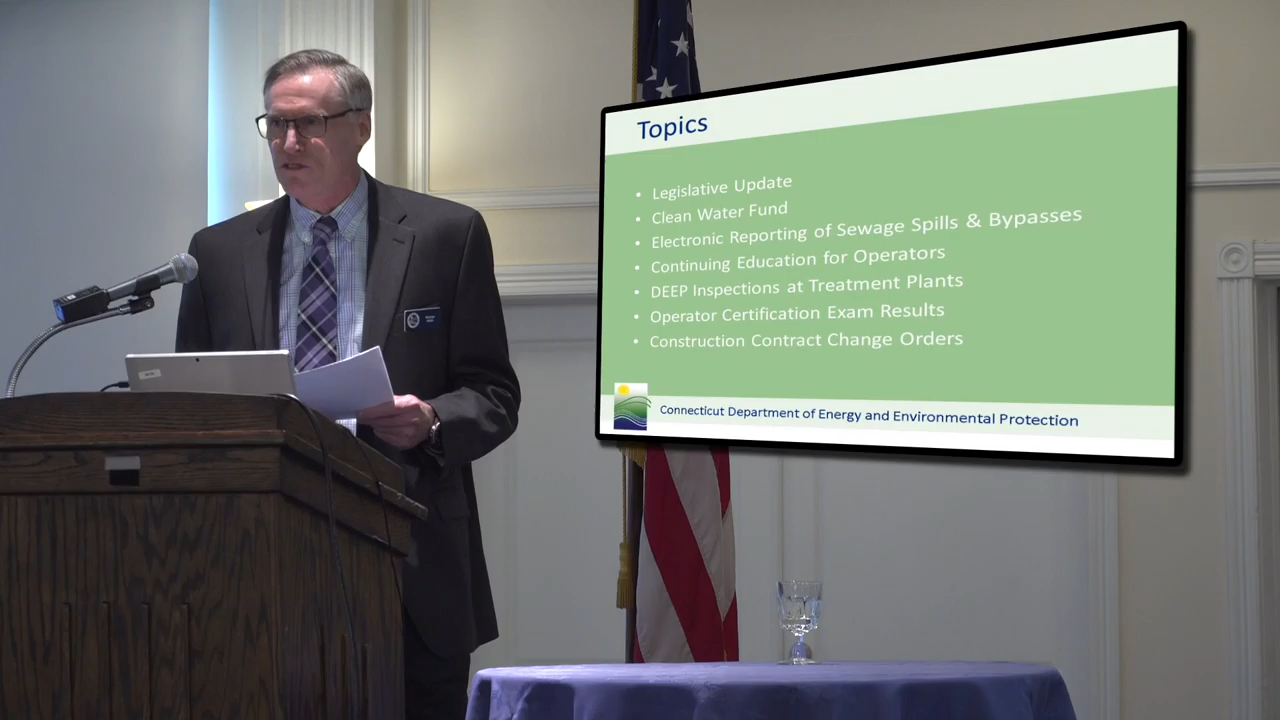 Topics
• Legislative Update
• Clean Water Fund
• Electronic Reporting of Sewage Spills & Bypasses
• Continuing Education for Operators
• DEEP Inspections at Treatment Plants
• Operator Certification Exam Results
• Construction Contract Change Orders
Connecticut Department of Energy and Environmental Protection